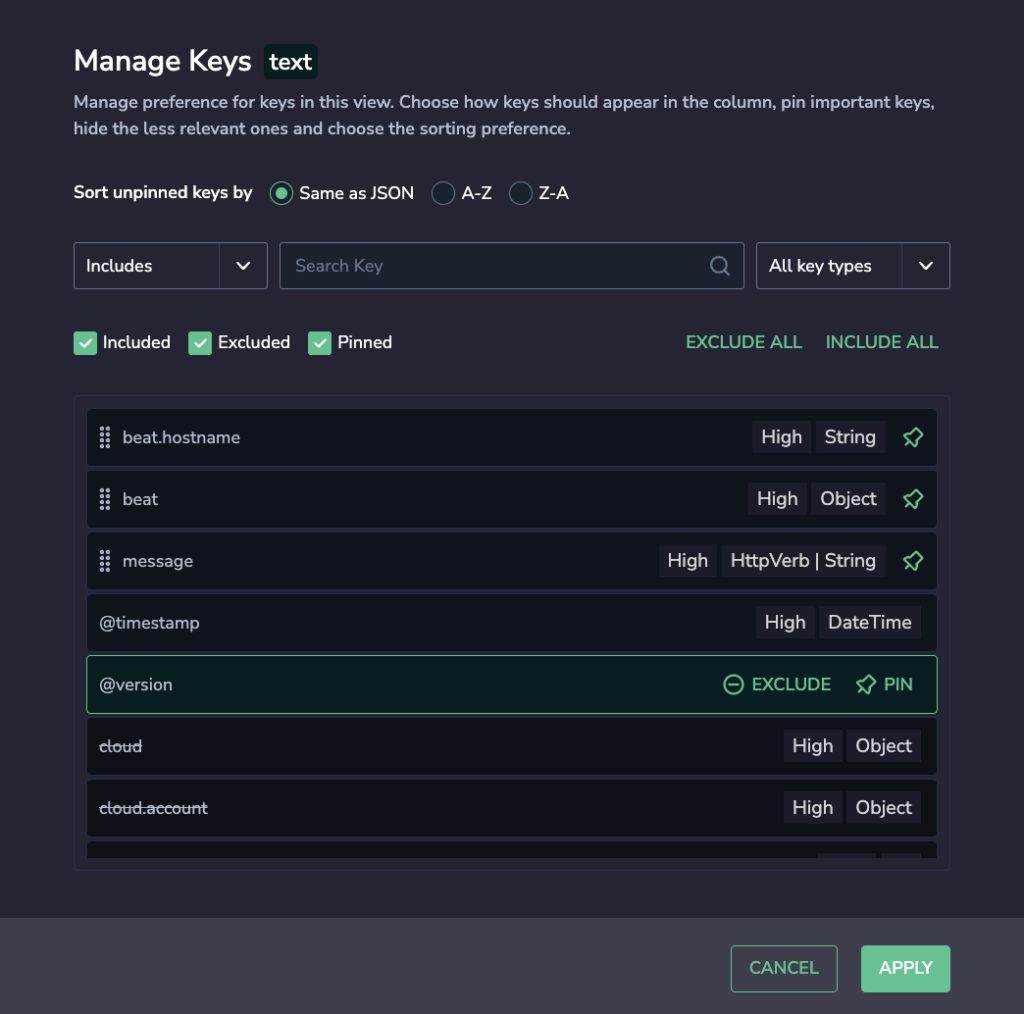 Manage Keys text
Manage preference for keys in this view. Choose how keys should appear in the column, pin important keys,
hide the less relevant ones and choose the sorting preference.
Sort unpinned keys by Same as JSON A-Z Z-A
Includes Search Key All key types
Included Excluded Pinned EXCLUDE ALL INCLUDE ALL
beat.hostname High String
beat High Object
message High HttpVerb | String
@timestamp High DateTime
@version EXCLUDE PIN
cloud High Object
cloud.account High Object
CANCEL APPLY